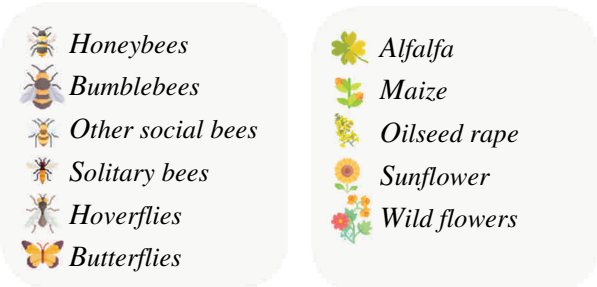 Honeybees
Bumblebees
Other social bees
Solitary bees
Hoverflies
Butterflies
Alfalfa
Maize
Oilseed rape
Sunflower
Wild flowers